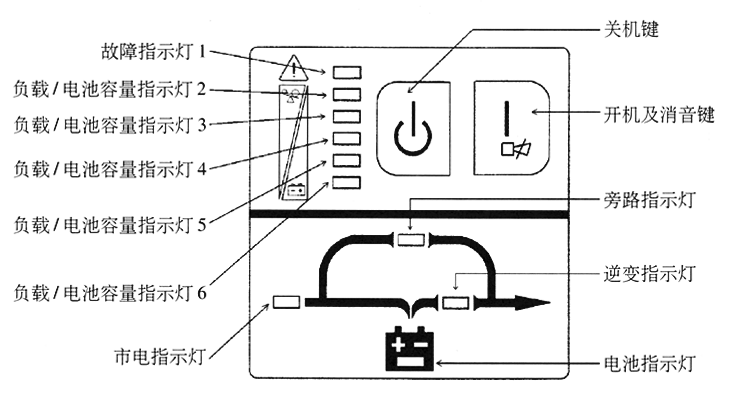 故障指示灯1
负载/电池容量指示灯2
负载/电池容量指示灯3
负载/电池容量指示灯4
负载/电池容量指示灯5
负载/电池容量指示灯6
市电指示灯
关机键
开机及消音键
旁路指示灯
逆变指示灯
电池指示灯